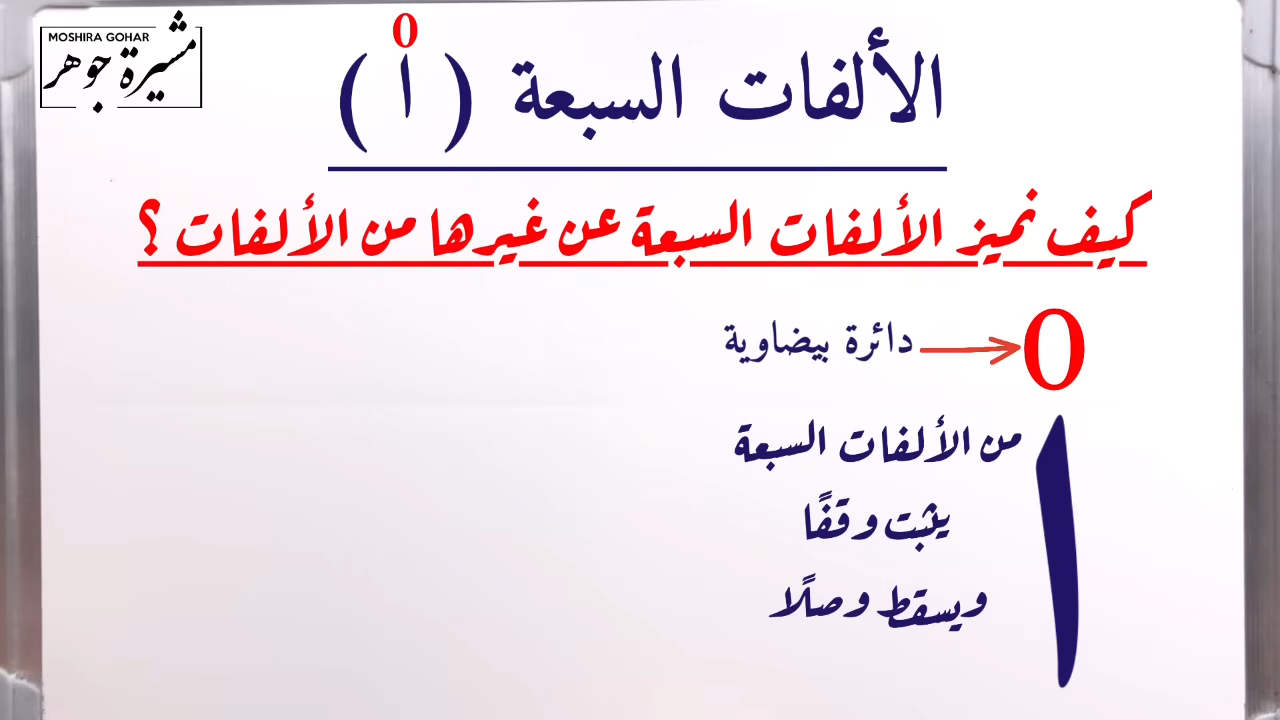 MOSHIRA GOHAR
مشيرة جوهر
الألفات السبعة ( ا )
كيف نميز الألفات السبعة عن غيرها من الألفات ؟
دائرة بيضاوية
من الألفات السبعة
يثبت وقفًا
ويسقط وصلًا
ا